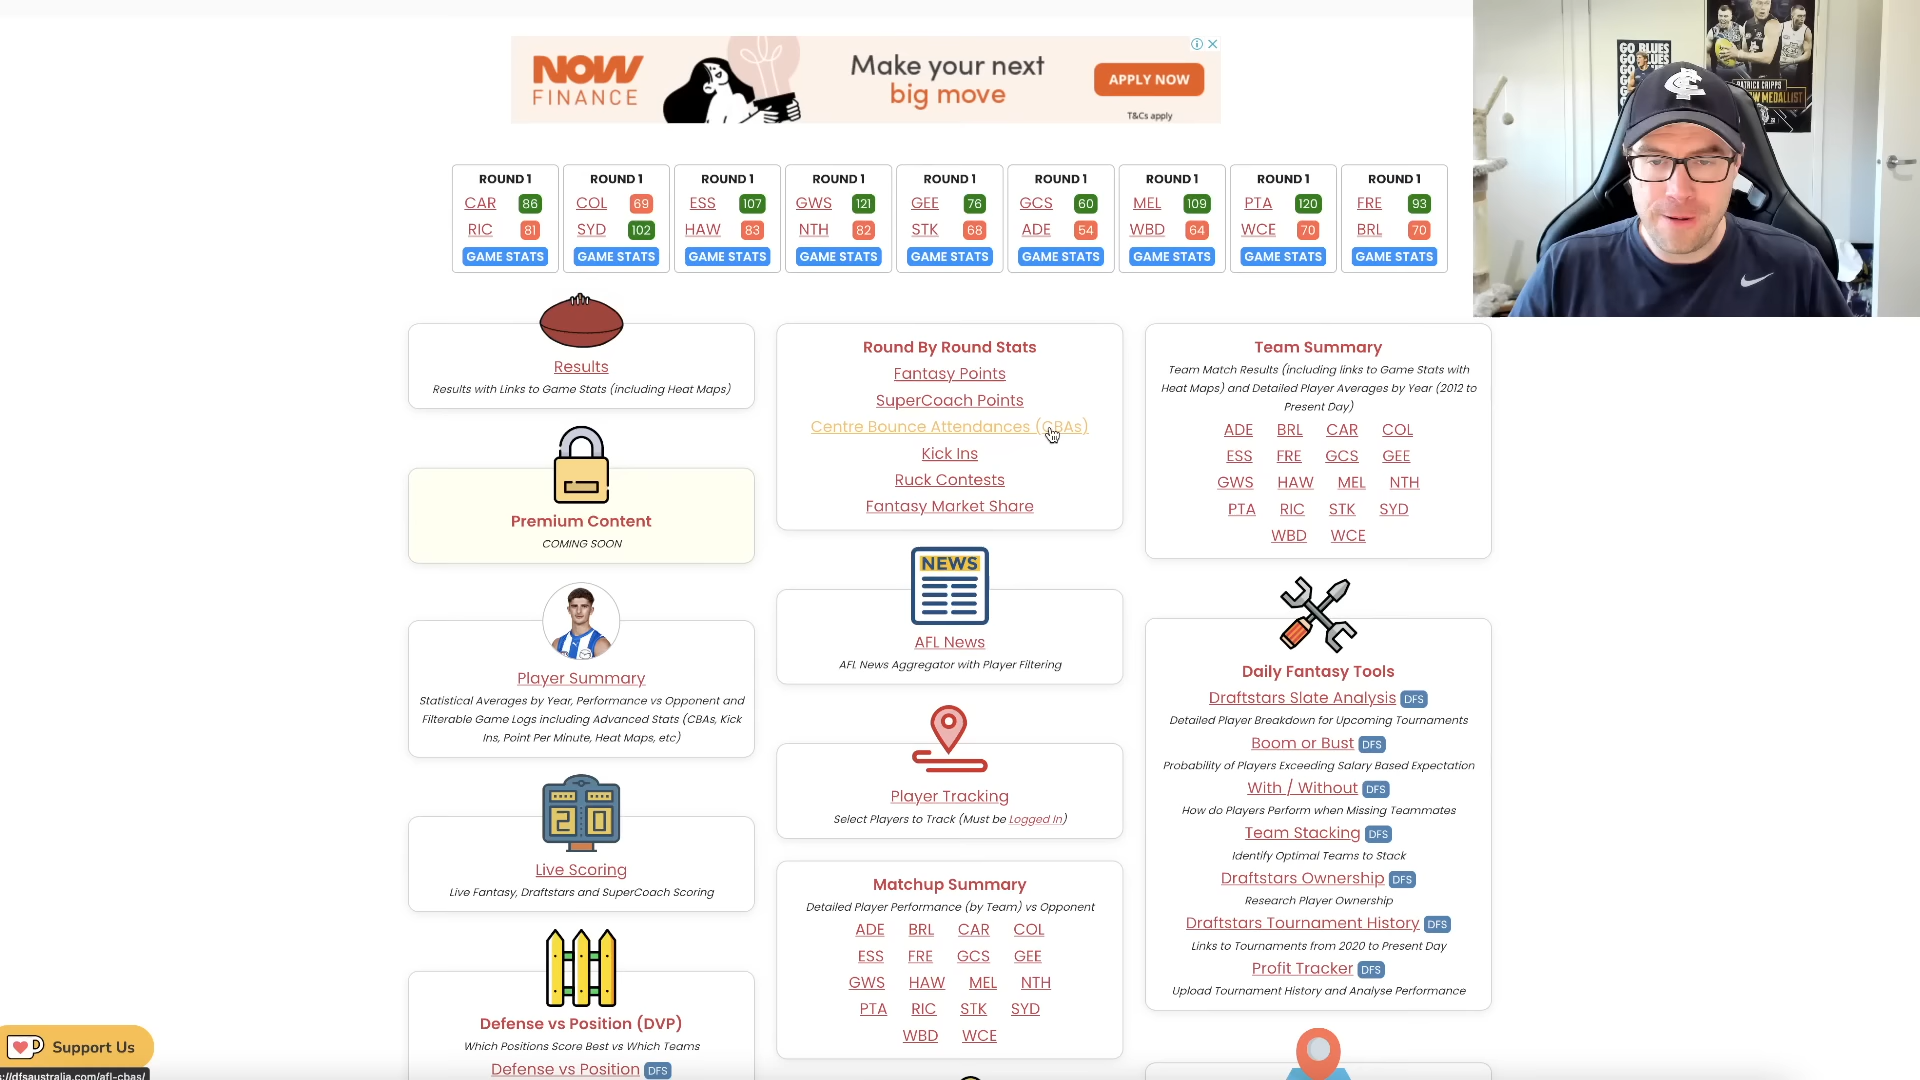 NOW
FINANCE
Make your next
big move
APPLY NOW
T&Cs apply
GO BLUES
PATRICK CRIPPS
MEDALLIST
ROUND 1
CAR 86
RIC 81
GAME STATS
ROUND 1
COL 69
SYD 102
GAME STATS
ROUND 1
ESS 107
HAW 83
GAME STATS
ROUND 1
GWS 121
NTH 82
GAME STATS
ROUND 1
GEE 76
STK 68
GAME STATS
ROUND 1
GCS 60
ADE 54
GAME STATS
ROUND 1
MEL 109
WBD 64
GAME STATS
ROUND 1
PTA 120
WCE 70
GAME STATS
ROUND 1
FRE 93
BRL 70
GAME STATS
Results
Results with Links to Game Stats (including Heat Maps)
Premium Content
COMING SOON
Player Summary
Statistical Averages by Year, Performance vs Opponent and
Filterable Game Logs including Advanced Stats (CBAs, Kick
Ins, Point Per Minute, Heat Maps, etc)
20
Live Scoring
Live Fantasy, Draftstars and SuperCoach Scoring
Defense vs Position (DVP)
Which Positions Score Best vs Which Teams
Defense vs Position DFS
Round By Round Stats
Fantasy Points
SuperCoach Points
Centre Bounce Attendances (CBAs)
Kick Ins
Ruck Contests
Fantasy Market Share
NEWS
AFL News
AFL News Aggregator with Player Filtering
Player Tracking
Select Players to Track (Must be Logged In)
Matchup Summary
Detailed Player Performance (by Team) vs Opponent
ADE BRL CAR COL
ESS FRE GCS GEE
GWS HAW MEL NTH
PTA RIC STK SYD
WBD WCE
Team Summary
Team Match Results (including links to Game Stats with
Heat Maps) and Detailed Player Averages by Year (2012 to
Present Day)
ADE BRL CAR COL
ESS FRE GCS GEE
GWS HAW MEL NTH
PTA RIC STK SYD
WBD WCE
Daily Fantasy Tools
Draftstars Slate Analysis DFS
Detailed Player Breakdown for Upcoming Tournaments
Boom or Bust DFS
Probability of Players Exceeding Salary Based Expectation
With / Without DFS
How do Players Perform when Missing Teammates
Team Stacking DFS
Identify Optimal Teams to Stack
Draftstars Ownership DFS
Research Player Ownership
Draftstars Tournament History DFS
Links to Tournaments from 2020 to Present Day
Profit Tracker DFS
Upload Tournament History and Analyse Performance
Support Us
s://dfsaustralia.com/afl-cbas/